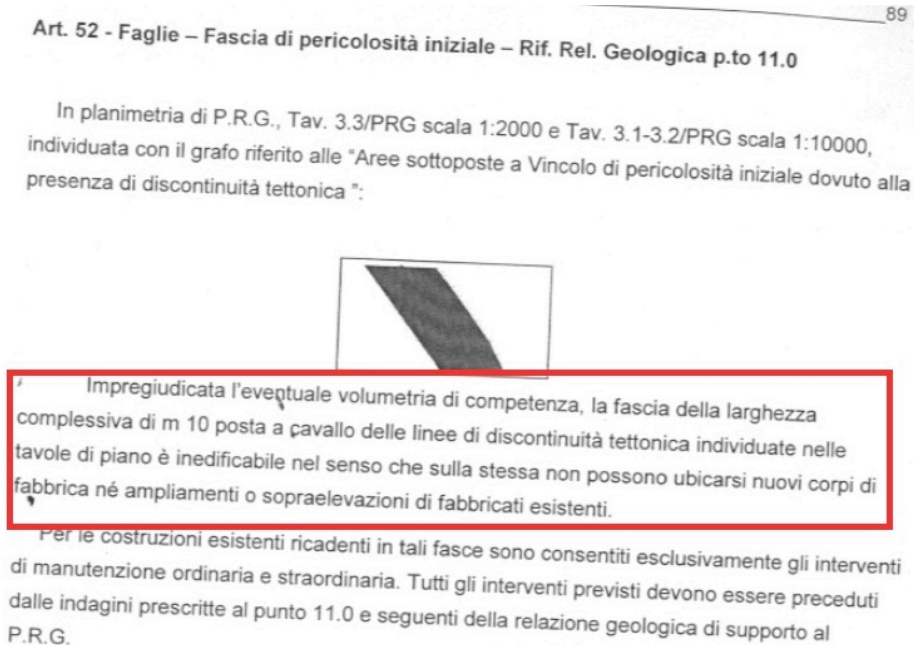 89
Art. 52 - Faglie – Fascia di pericolosità iniziale – Rif. Rel. Geologica p.to 11.0
In planimetria di P.R.G., Tav. 3.3/PRG scala 1:2000 e Tav. 3.1-3.2/PRG scala 1:10000,
individuata con il grafo riferito alle “Aree sottoposte a Vincolo di pericolosità iniziale dovuto alla
presenza di discontinuità tettonica ”:
Impregiudicata l'eventuale volumetria di competenza, la fascia della larghezza
complessiva di m 10 posta a cavallo delle linee di discontinuità tettonica individuate nelle
tavole di piano è inedificabile nel senso che sulla stessa non possono ubicarsi nuovi corpi di
fabbrica né ampliamenti o sopraelevazioni di fabbricati esistenti.
Per le costruzioni esistenti ricadenti in tali fasce sono consentiti esclusivamente gli interventi
di manutenzione ordinaria e straordinaria. Tutti gli interventi previsti devono essere preceduti
dalle indagini prescritte al punto 11.0 e seguenti della relazione geologica di supporto al
P.R.G.